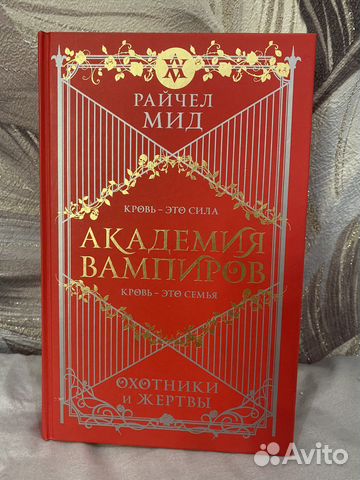 РАЙЧЕЛ
МИД
КРОВЬ – ЭТО СИЛА
АКАДЕМИЯ
ВАМПИРОВ
КРОВЬ – ЭТО СЕМЬЯ
ОХОТНИКИ
И ЖЕРТВЫ
Avito